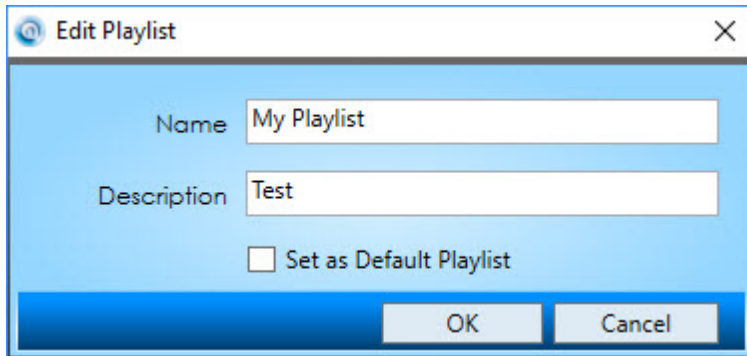 Edit Playlist
Name My Playlist
Description Test
Set as Default Playlist
OK Cancel